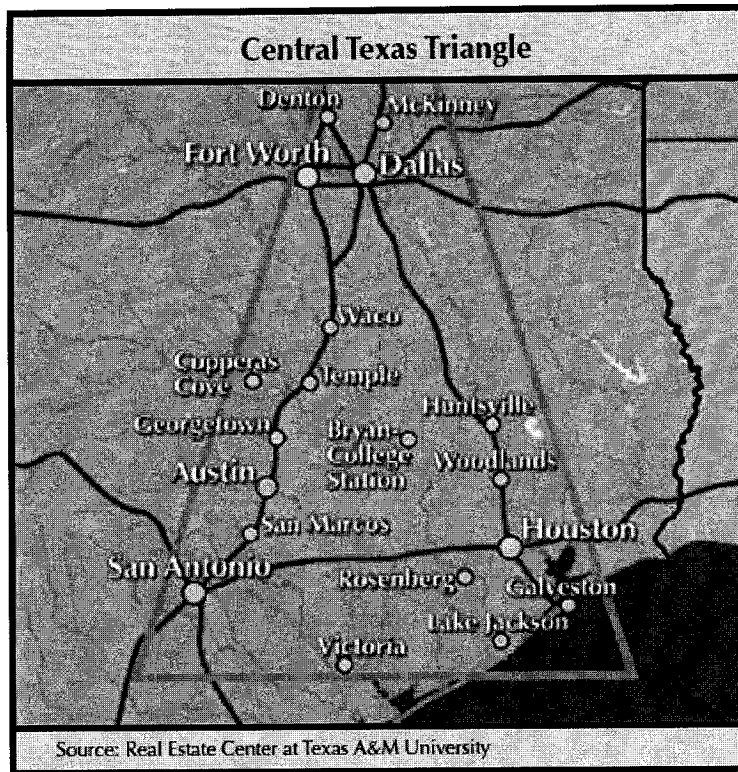 Central Texas Triangle
Denton
McKinney
Fort Worth
Dallas
Waco
Copperas
Cove
Temple
Georgetown
Huntsville
Bryan-
College
Station
Woodlands
Austin
San Marcos
Houston
San Antonio
Rosenberg
Galveston
Lake Jackson
Victoria
Source: Real Estate Center at Texas A&M University